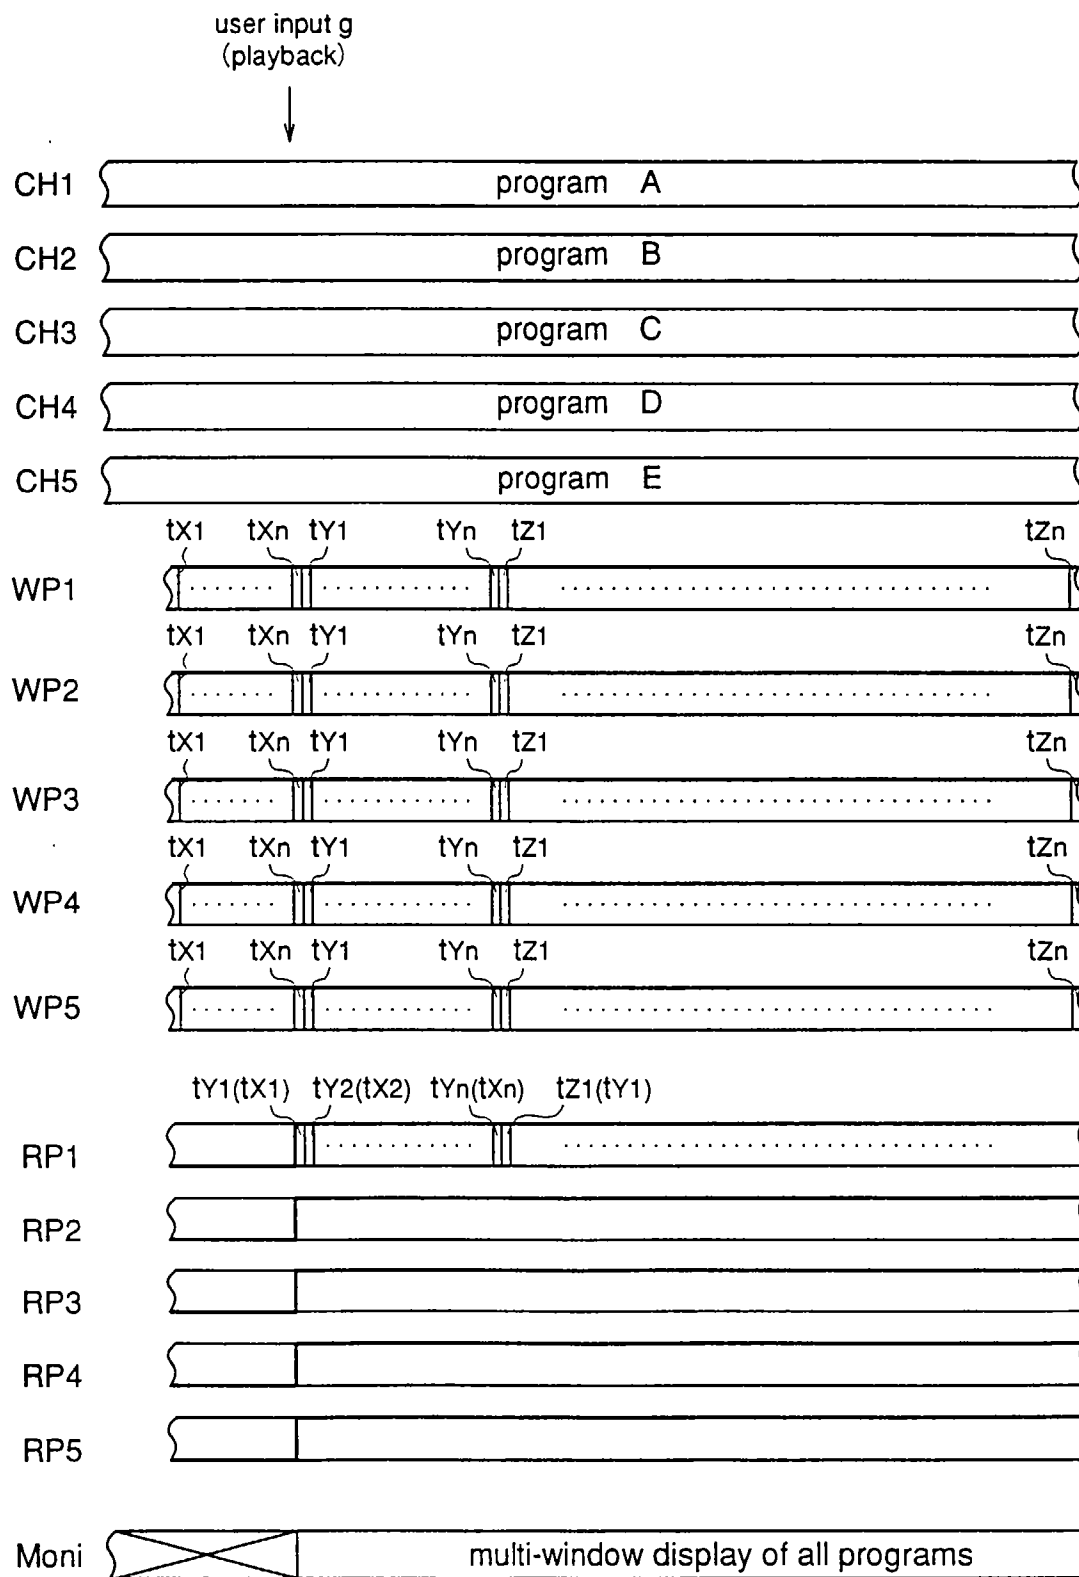 user input g
(playback)
CH1 program A
CH2 program B
CH3 program C
CH4 program D
CH5 program E
tX1 tXn tY1 tYn tZ1 tZn
WP1
tX1 tXn tY1 tYn tZ1 tZn
WP2
tX1 tXn tY1 tYn tZ1 tZn
WP3
tX1 tXn tY1 tYn tZ1 tZn
WP4
tX1 tXn tY1 tYn tZ1 tZn
WP5
tY1(tX1) tY2(tX2) tYn(tXn) tZ1(tY1)
RP1
RP2
RP3
RP4
RP5
Moni multi-window display of all programs